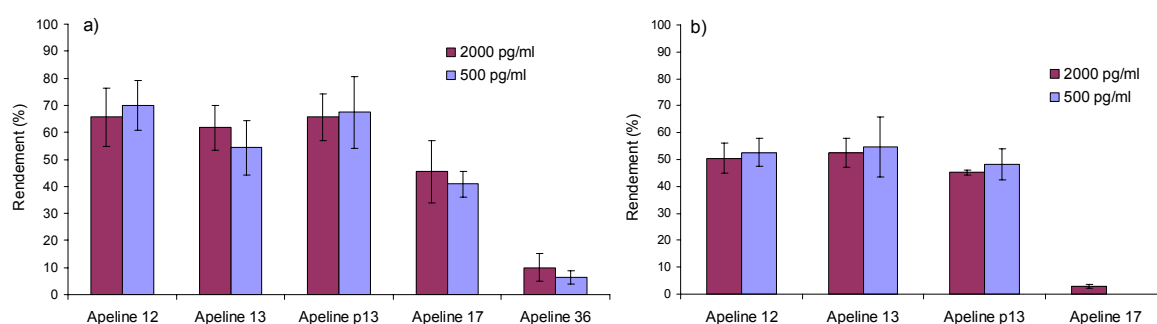 a)
Rendement (%)
100
90
80
70
60
50
40
30
20
10
0
2000 pg/ml
500 pg/ml
Apeline 12 Apeline 13 Apeline p13 Apeline 17 Apeline 36
b)
Rendement (%)
100
90
80
70
60
50
40
30
20
10
0
2000 pg/ml
500 pg/ml
Apeline 12 Apeline 13 Apeline p13 Apeline 17